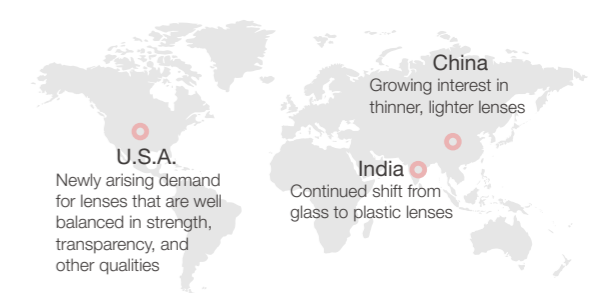 China
Growing interest in
thinner, lighter lenses
U.S.A.
Newly arising demand
for lenses that are well
balanced in strength,
transparency, and
other qualities
India
Continued shift from
glass to plastic lenses